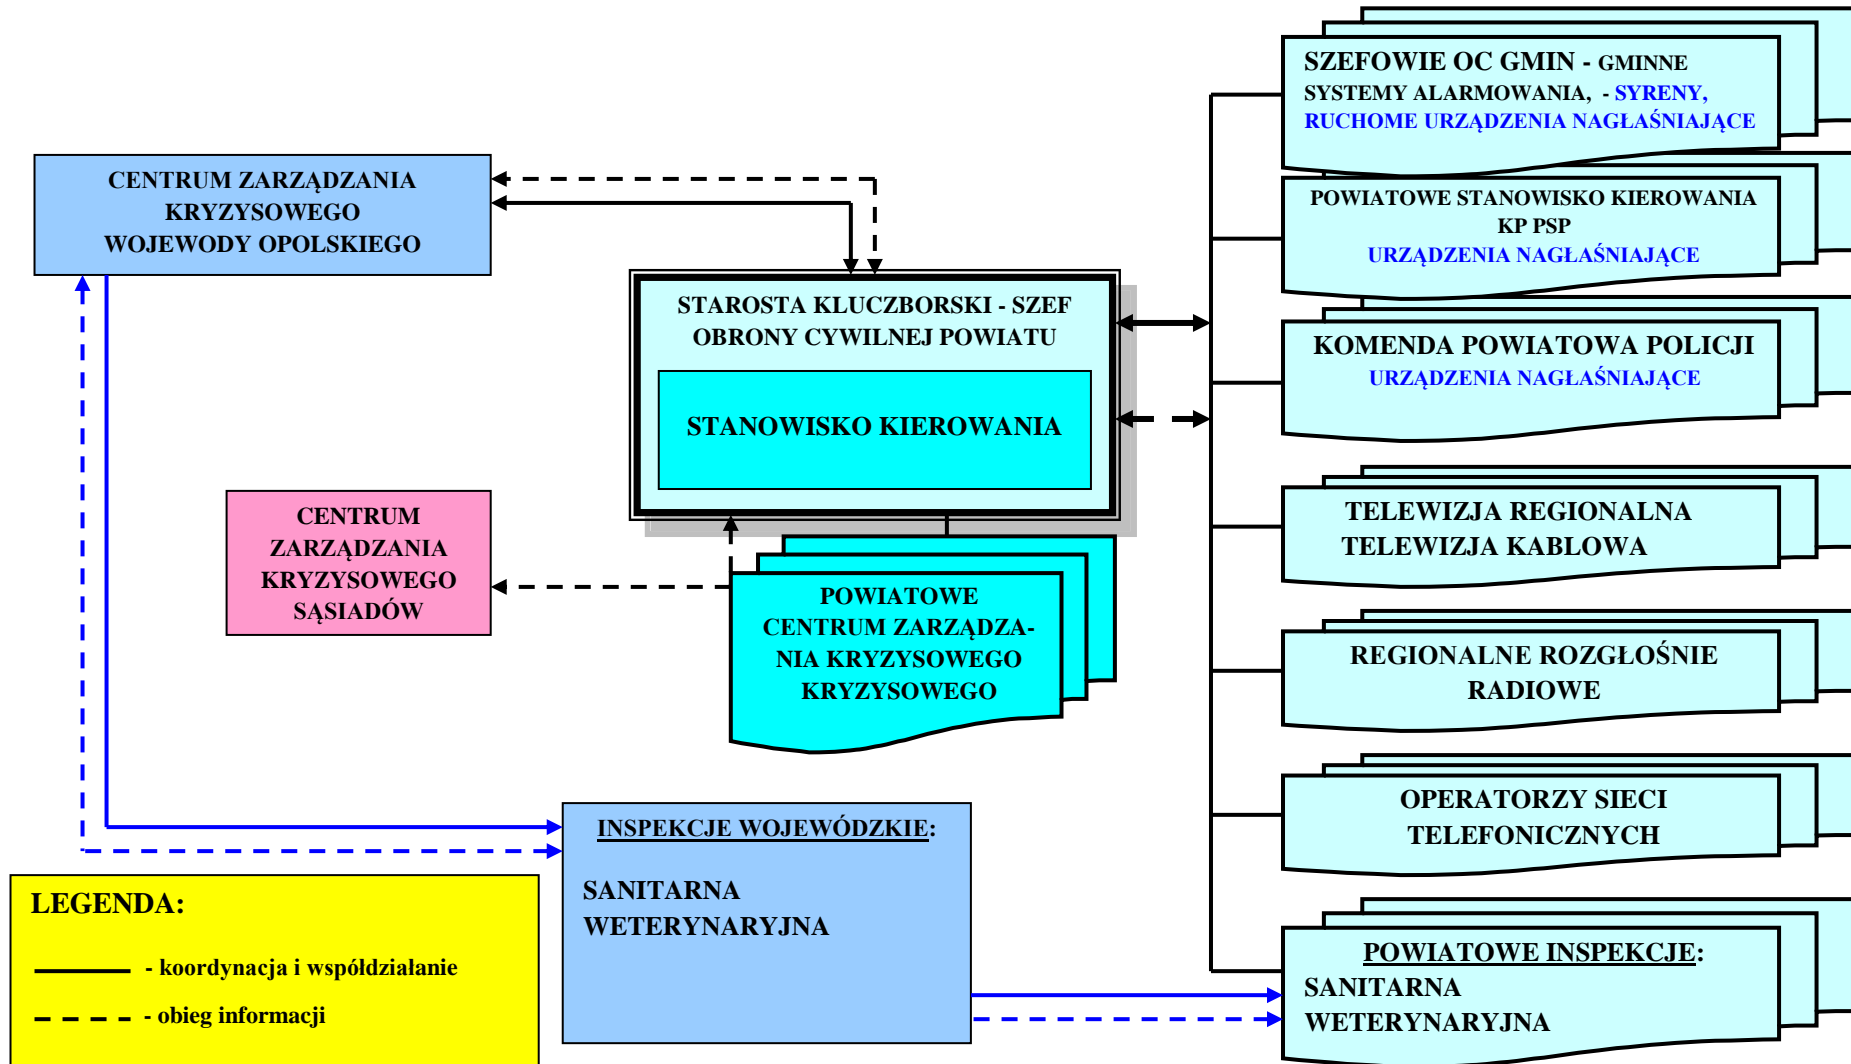 SZEFOWIE OC GMIN - GMINNE
SYSTEMY ALARMOWANIA, - SYRENY,
RUCHOME URZĄDZENIA NAGŁAŚNIAJĄCE
CENTRUM ZARZĄDZANIA
KRYZYSOWEGO
WOJEWODY OPOLSKIEGO
POWIATOWE STANOWISKO KIEROWANIA
KP PSP
URZĄDZENIA NAGŁAŚNIAJĄCE
STAROSTA KLUCZBORSKI - SZEF
OBRONY CYWILNEJ POWIATU
STANOWISKO KIEROWANIA
KOMENDA POWIATOWA POLICJI
URZĄDZENIA NAGŁAŚNIAJĄCE
CENTRUM
ZARZĄDZANIA
KRYZYSOWEGO
SĄSIADÓW
TELEWIZJA REGIONALNA
TELEWIZJA KABLOWA
POWIATOWE
CENTRUM ZARZĄDZA-
NIA KRYZYSOWEGO
KRYZYSOWEGO
REGIONALNE ROZGŁOŚNIE
RADIOWE
OPERATORZY SIECI
TELEFONICZNYCH
INSPEKCJE WOJEWÓDZKIE:
SANITARNA
WETERYNARYJNA
POWIATOWE INSPEKCJE:
SANITARNA
WETERYNARYJNA
LEGENDA:
- koordynacja i współdziałanie
- obieg informacji